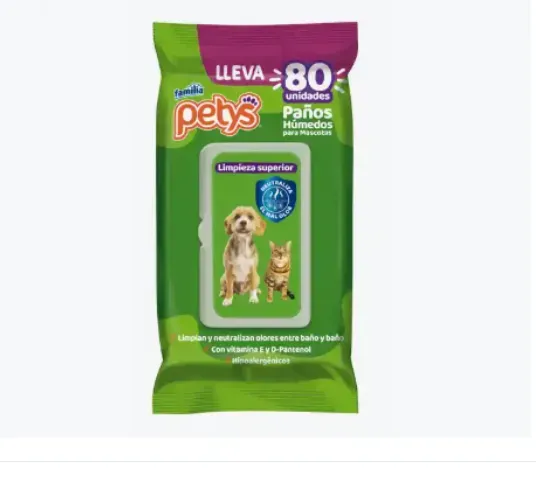 LLEVA 80
unidades
familia
petys
Paños
Húmedos
para Mascotas
Limpieza superior
NEUTRALIZA
EL MAL OLOR
Limpian y neutralizan olores entre baño y baño
Con vitamina E y D-Pantenol
Hipoalergénicos